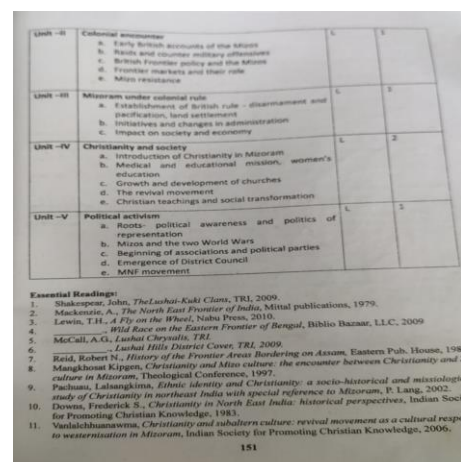 Unit –II Colonial encounter L
a. Early British accounts of the Mizos
b. Raids and counter military offensives
c. British Frontier policy and the Mizos
d. Frontier markets and their role
e. Mizo resistance
Unit –III Mizoram under colonial rule L
a. Establishment of British rule – disarmament and
pacification, land settlement
b. Initiatives and changes in administration
c. Impact on society and economy
Unit –IV Christianity and society L 2
a. Introduction of Christianity in Mizoram
b. Medical and educational mission, women's
education
c. Growth and development of churches
d. The revival movement
e. Christian teachings and social transformation
Unit –V Political activism L
a. Roots- political awareness and politics of
representation
b. Mizos and the two World Wars
c. Beginning of associations and political parties
d. Emergence of District Council
e. MNF movement
Essential Readings:
1. Shakespear, John, TheLushai-Kuki Clans, TRI, 2009.
2. Mackenzie, A., The North East Frontier of India, Mittal publications, 1979.
3. Lewin, T.H., A Fly on the Wheel, Nabu Press, 2010.
4. ________., Wild Race on the Eastern Frontier of Bengal, Biblio Bazaar, LLC, 2009
5. McCall, A.G, Lushai Chrysalis, TRI.
6. ________., Lushai Hills District Cover, TRI, 2009.
7. Reid, Robert N., History of the Frontier Areas Bordering on Assam, Eastern Pub. House, 198
8. Mangkhosat Kipgen, Christianity and Mizo culture: the encounter between Christianity and
culture in Mizoram, Theological Conference, 1997.
9. Pachuau, Lalsangkima, Ethnic identity and Christianity: a socio-historical and missiologic
study of Christianity in northeast India with special reference to Mizoram, P. Lang, 2002.
10. Downs, Frederick S., Christianity in North East India: historical perspectives, Indian Soci
for Promoting Christian Knowledge, 1983.
11. Vanlalchhuanawma, Christianity and subaltern culture: revival movement as a cultural respo
to westernisation in Mizoram, Indian Society for Promoting Christian Knowledge, 2006.
151